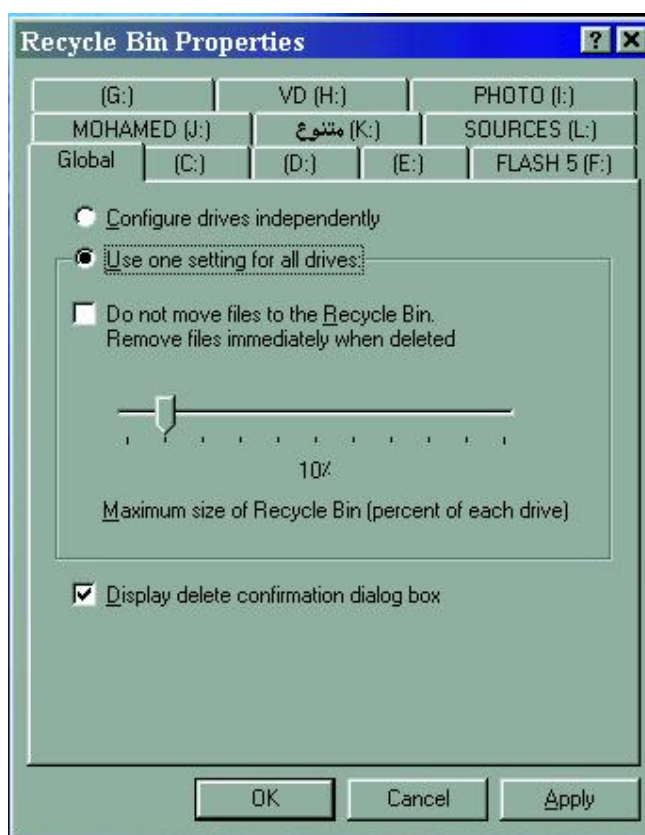 Recycle Bin Properties
(G:) VD (H:) PHOTO (I:)
MOHAMED (J:) متنوع (K:) SOURCES (L:)
Global (C:) (D:) (E:) FLASH 5 (F:)
Configure drives independently
Use one setting for all drives:
Do not move files to the Recycle Bin.
Remove files immediately when deleted
10%
Maximum size of Recycle Bin (percent of each drive)
Display delete confirmation dialog box
OK Cancel Apply